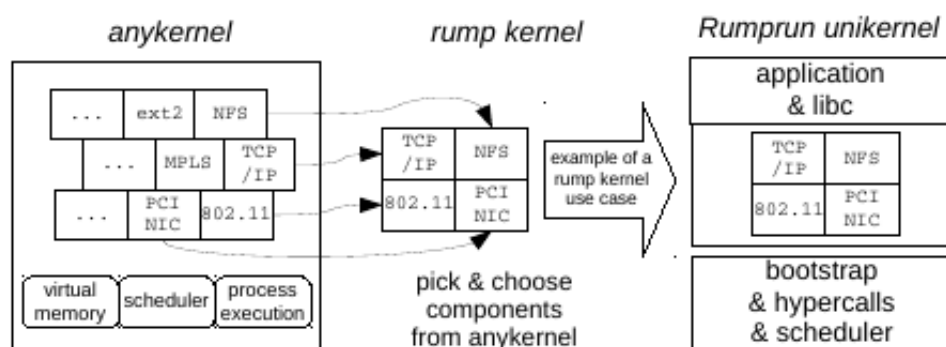 anykernel
rump kernel
Rumprun unikernel
... ext2 NFS
... MPLS TCP
/IP
... PCI
NIC 802.11
virtual
memory
scheduler
process
execution
TCP
/IP NFS
802.11 PCI
NIC
pick & choose
components
from anykernel
example of a
rump kernel
use case
application
& libc
TCP
/IP NFS
802.11 PCI
NIC
bootstrap
& hypercalls
& scheduler